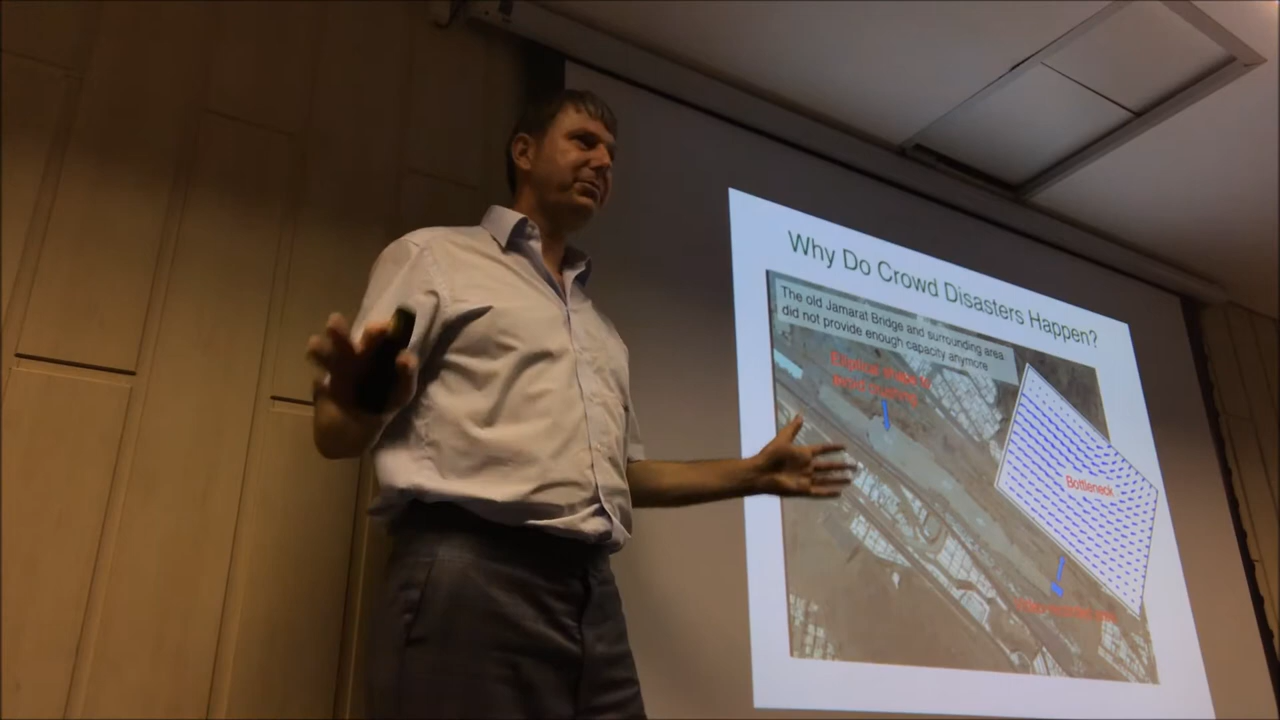 Why Do Crowd Disasters Happen?
The old Jamarat Bridge and surrounding area
did not provide enough capacity anymore
Bottleneck